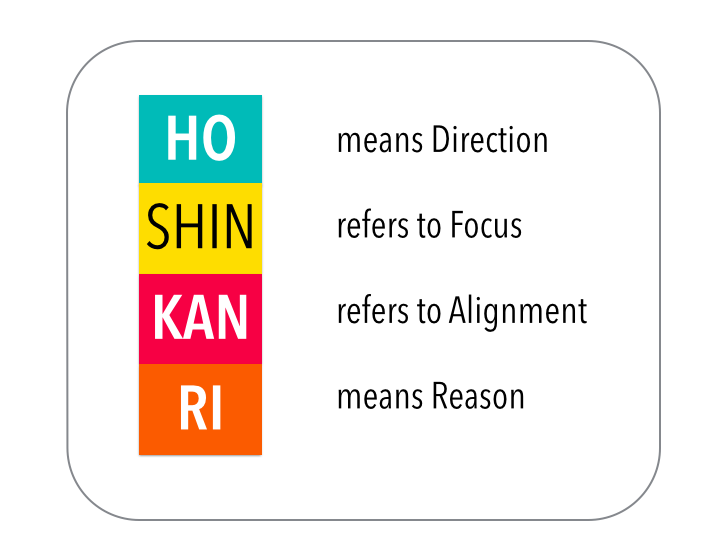 HO means Direction
SHIN refers to Focus
KAN refers to Alignment
RI means Reason